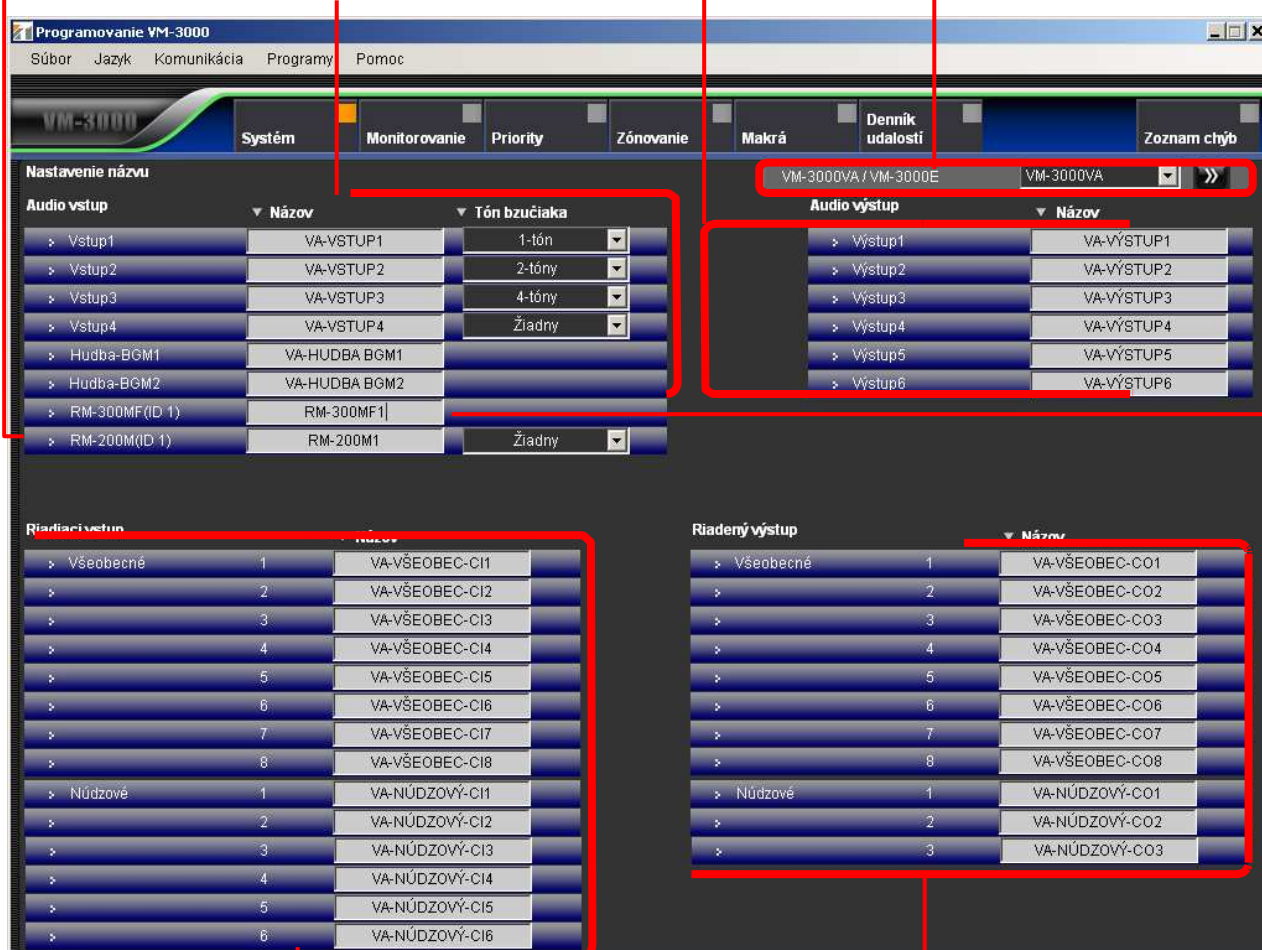 Programovanie VM-3000
Súbor Jazyk Komunikácia Programy Pomoc
VM-3000
Systém Monitorovanie Priority Zónovanie Makrá Denník udalostí Zoznam chýb
Nastavenie názvu VM-3000VA / VM-3000E VM-3000VA
Audio vstup Názov Tón bzučiaka Audio výstup Názov
Vstup1 VA-VSTUP1 1-tón Výstup1 VA-VÝSTUP1
Vstup2 VA-VSTUP2 2-tóny Výstup2 VA-VÝSTUP2
Vstup3 VA-VSTUP3 4-tóny Výstup3 VA-VÝSTUP3
Vstup4 VA-VSTUP4 Žiadny Výstup4 VA-VÝSTUP4
Hudba-BGM1 VA-HUDBA BGM1 Výstup5 VA-VÝSTUP5
Hudba-BGM2 VA-HUDBA BGM2 Výstup6 VA-VÝSTUP6
RM-300MF(ID 1) RM-300MF1
RM-200M(ID 1) RM-200M1 Žiadny
Riadiaci vstup Názov Riadený výstup Názov
Všeobecné 1 VA-VŠEOBEC-CI1 Všeobecné 1 VA-VŠEOBEC-CO1
2 VA-VŠEOBEC-CI2 2 VA-VŠEOBEC-CO2
3 VA-VŠEOBEC-CI3 3 VA-VŠEOBEC-CO3
4 VA-VŠEOBEC-CI4 4 VA-VŠEOBEC-CO4
5 VA-VŠEOBEC-CI5 5 VA-VŠEOBEC-CO5
6 VA-VŠEOBEC-CI6 6 VA-VŠEOBEC-CO6
7 VA-VŠEOBEC-CI7 7 VA-VŠEOBEC-CO7
8 VA-VŠEOBEC-CI8 8 VA-VŠEOBEC-CO8
Núdzové 1 VA-NÚDZOVÝ-CI1 Núdzové 1 VA-NÚDZOVÝ-CO1
2 VA-NÚDZOVÝ-CI2 2 VA-NÚDZOVÝ-CO2
3 VA-NÚDZOVÝ-CI3 3 VA-NÚDZOVÝ-CO3
4 VA-NÚDZOVÝ-CI4
5 VA-NÚDZOVÝ-CI5
6 VA-NÚDZOVÝ-CI6